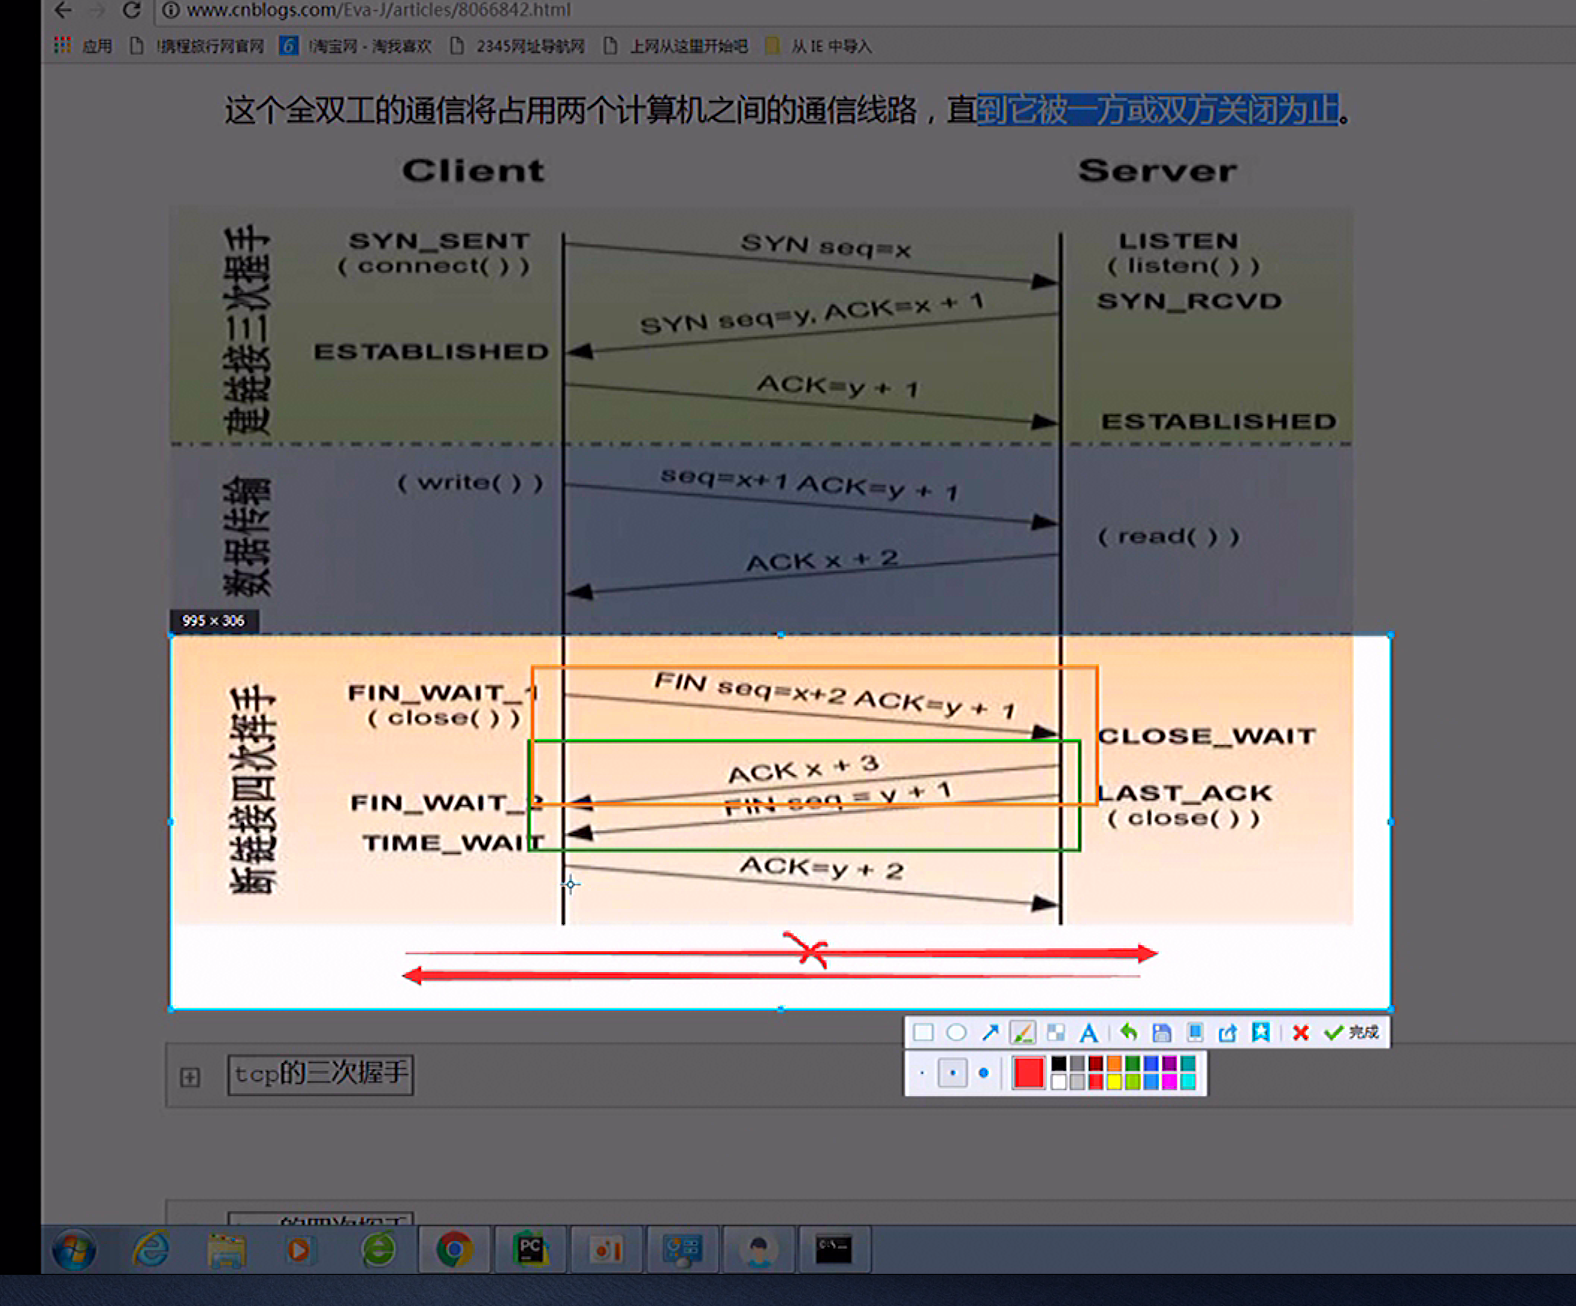 www.cnblogs.com/Eva-J/articles/8066842.html
应用 !携程旅行网官网 6 !淘宝网 - 淘我喜欢 2345网址导航网 上网从这里开始吧 从 IE 中导入
这个全双工的通信将占用两个计算机之间的通信线路，直到它被一方或双方关闭为止。
Client Server
建链接三次握手
SYN_SENT SYN seq=x LISTEN
( connect( ) ) ( listen( ) )
SYN seq=y, ACK=x + 1 SYN_RCVD
ESTABLISHED
ACK=y + 1 ESTABLISHED
数据传输
( write( ) ) seq=x+1 ACK=y + 1
( read( ) )
ACK x + 2
995 × 306
断链接四次挥手
FIN_WAIT_1 FIN seq=x+2 ACK=y + 1
( close( ) ) CLOSE_WAIT
ACK x + 3
FIN_WAIT_2 FIN seq = y + 1 LAST_ACK
( close( ) )
TIME_WAIT
ACK=y + 2
A 完成
tcp的三次握手
的四次挥手
PC
C:\